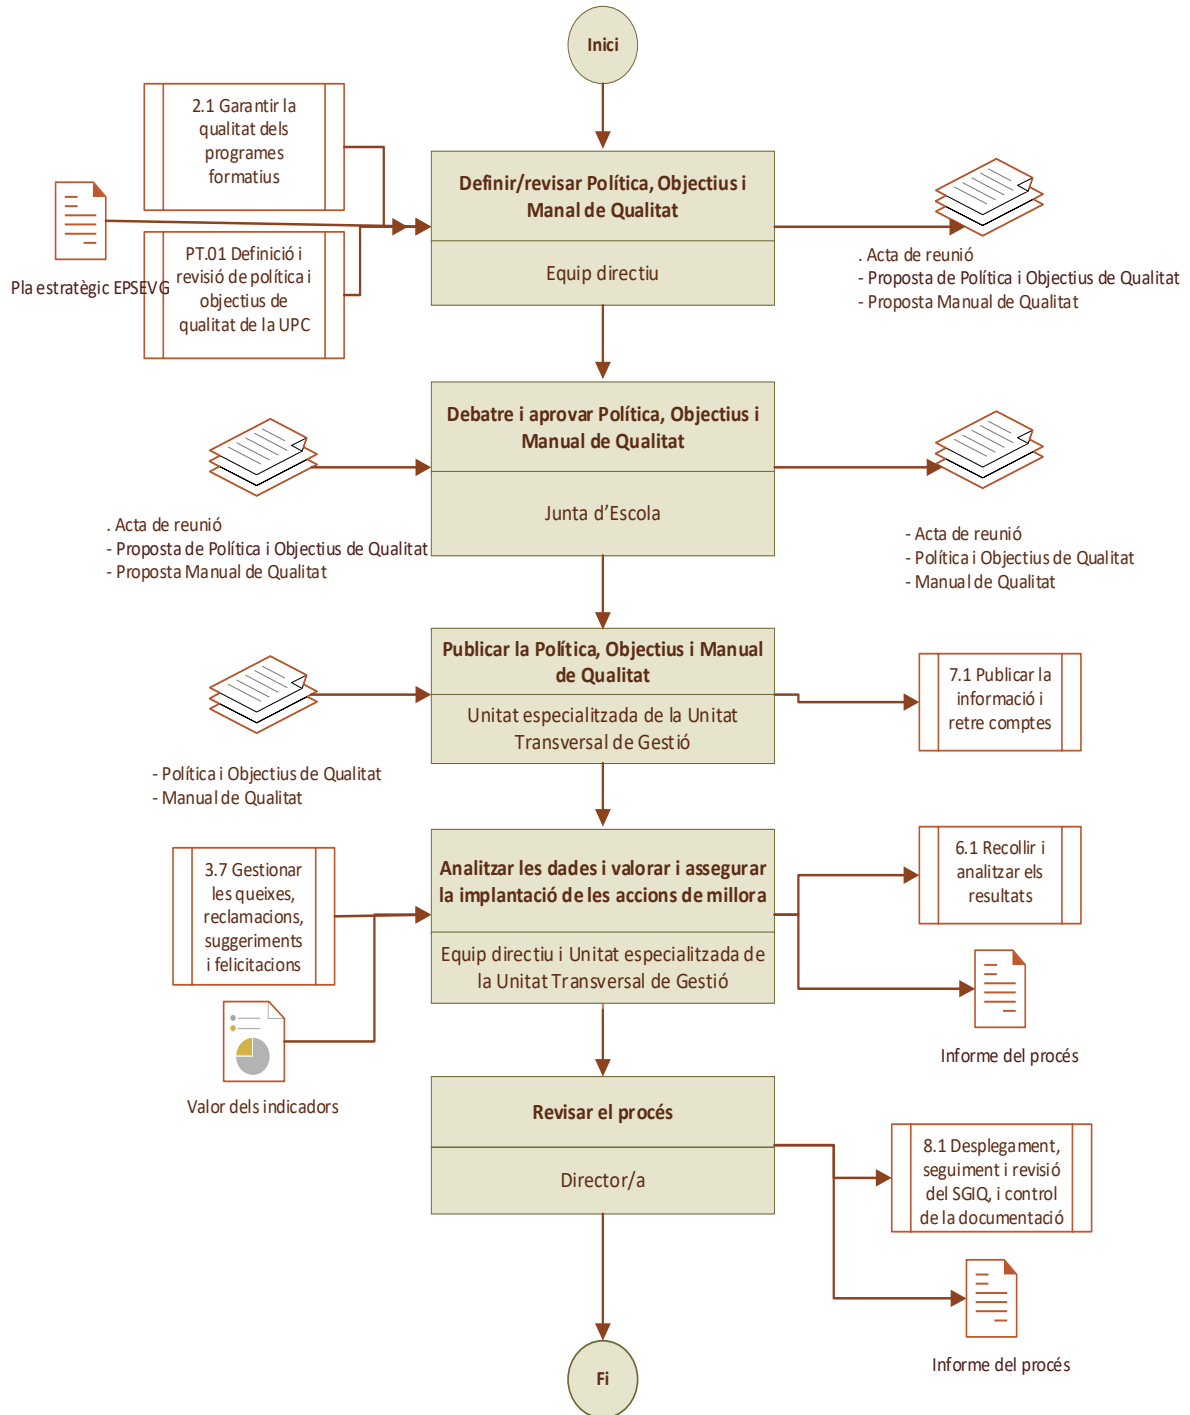 Inici
2.1 Garantir la
qualitat dels
programes
formatius
Pla estratègic EPSEVG
PT.01 Definició i
revisió de política i
objectius de
qualitat de la UPC
Definir/revisar Política, Objectius i
Manal de Qualitat
Equip directiu
. Acta de reunió
- Proposta de Política i Objectius de Qualitat
- Proposta Manual de Qualitat
. Acta de reunió
- Proposta de Política i Objectius de Qualitat
- Proposta Manual de Qualitat
Debatre i aprovar Política, Objectius i
Manual de Qualitat
Junta d'Escola
- Acta de reunió
- Política i Objectius de Qualitat
- Manual de Qualitat
- Política i Objectius de Qualitat
- Manual de Qualitat
Publicar la Política, Objectius i Manual
de Qualitat
Unitat especialitzada de la Unitat
Transversal de Gestió
7.1 Publicar la
informació i
retre comptes
3.7 Gestionar
les queixes,
reclamacions,
suggeriments
i felicitacions
Valor dels indicadors
Analitzar les dades i valorar i assegurar
la implantació de les accions de millora
Equip directiu i Unitat especialitzada de
la Unitat Transversal de Gestió
6.1 Recollir i
analitzar els
resultats
Informe del procés
Revisar el procés
Director/a
8.1 Desplegament,
seguiment i revisió
del SGIQ, i control
de la documentació
Informe del procés
Fi